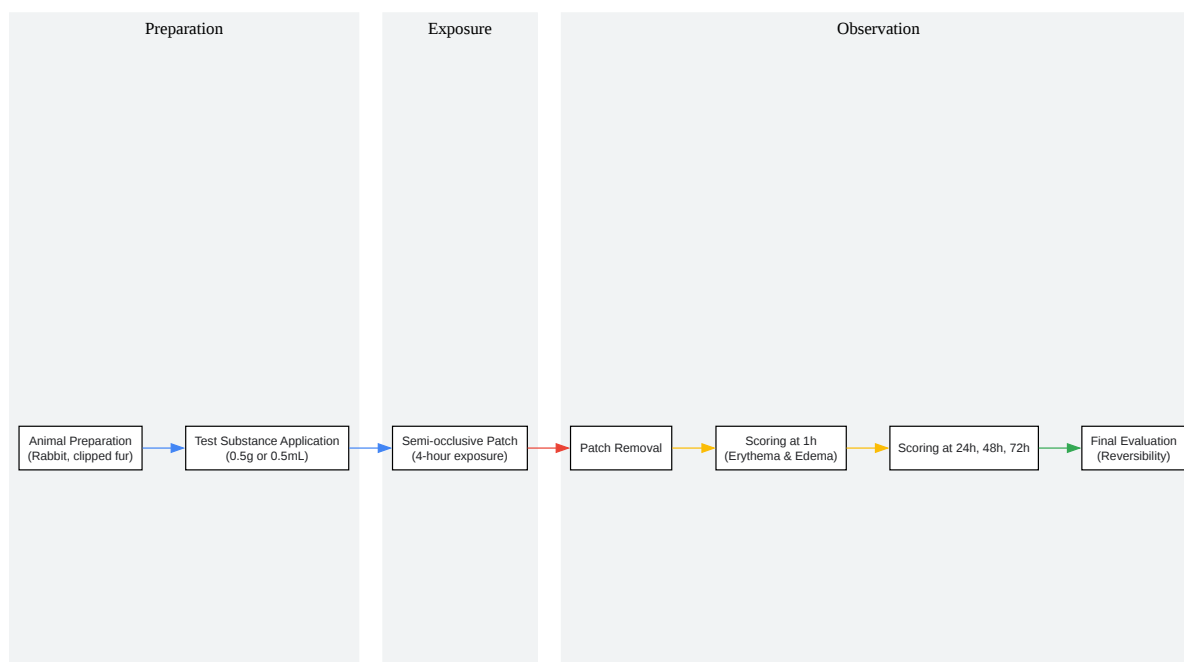 Preparation
Exposure
Observation
Animal Preparation
(Rabbit, clipped fur)
Test Substance Application
(0.5g or 0.5mL)
Semi-occlusive Patch
(4-hour exposure)
Patch Removal
Scoring at 1h
(Erythema & Edema)
Scoring at 24h, 48h, 72h
Final Evaluation
(Reversibility)